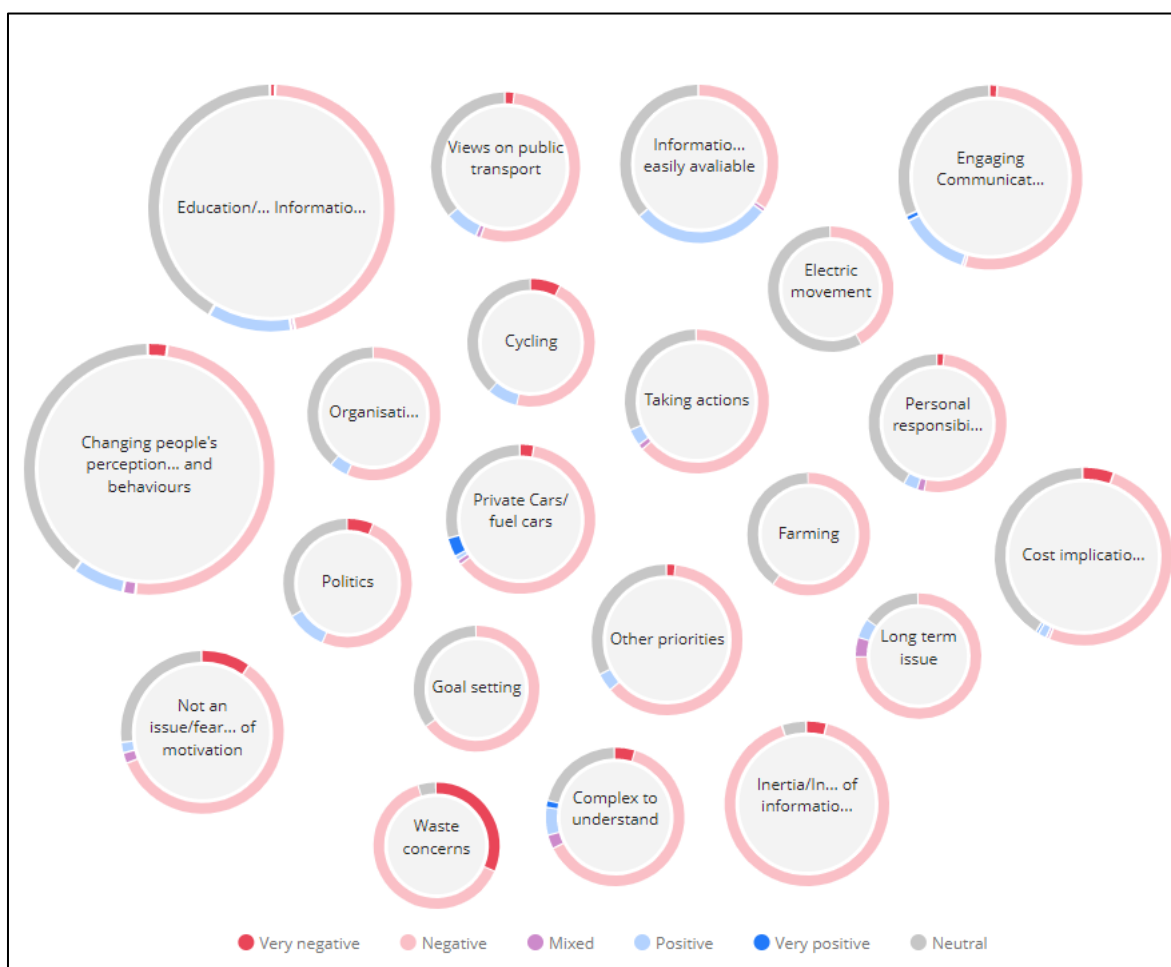 Education/... Informatio...
Views on public
transport
Informatio...
easily avaliable
Engaging
Communicat...
Electric
movement
Cycling
Organisati...
Taking actions
Personal
responsibi...
Changing people's
perception... and
behaviours
Private Cars/
fuel cars
Farming
Cost implicatio...
Politics
Other priorities
Long term
issue
Goal setting
Not an
issue/fear... of
motivation
Inertia/In... of
informatio...
Complex to
understand
Waste
concerns
Very negative
Negative
Mixed
Positive
Very positive
Neutral